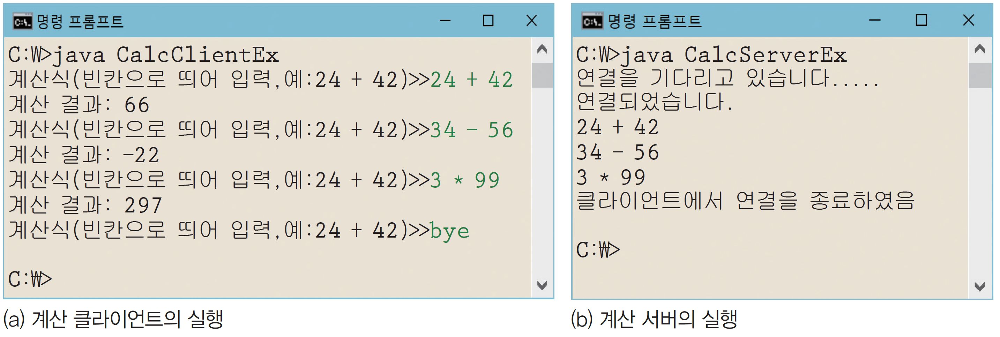 명령 프롬프트
C:\>java CalcClientEx
계산식(빈칸으로 띄어 입력,예:24 + 42)>>24 + 42
계산 결과: 66
계산식(빈칸으로 띄어 입력,예:24 + 42)>>34 - 56
계산 결과: -22
계산식(빈칸으로 띄어 입력,예:24 + 42)>>3 * 99
계산 결과: 297
계산식(빈칸으로 띄어 입력,예:24 + 42)>>bye
C:₩>
(a) 계산 클라이언트의 실행
명령 프롬프트
C:₩>java CalcServerEx
연결을 기다리고 있습니다.....
연결되었습니다.
24 + 42
34 - 56
3 * 99
클라이언트에서 연결을 종료하였음
C:₩>
(b) 계산 서버의 실행